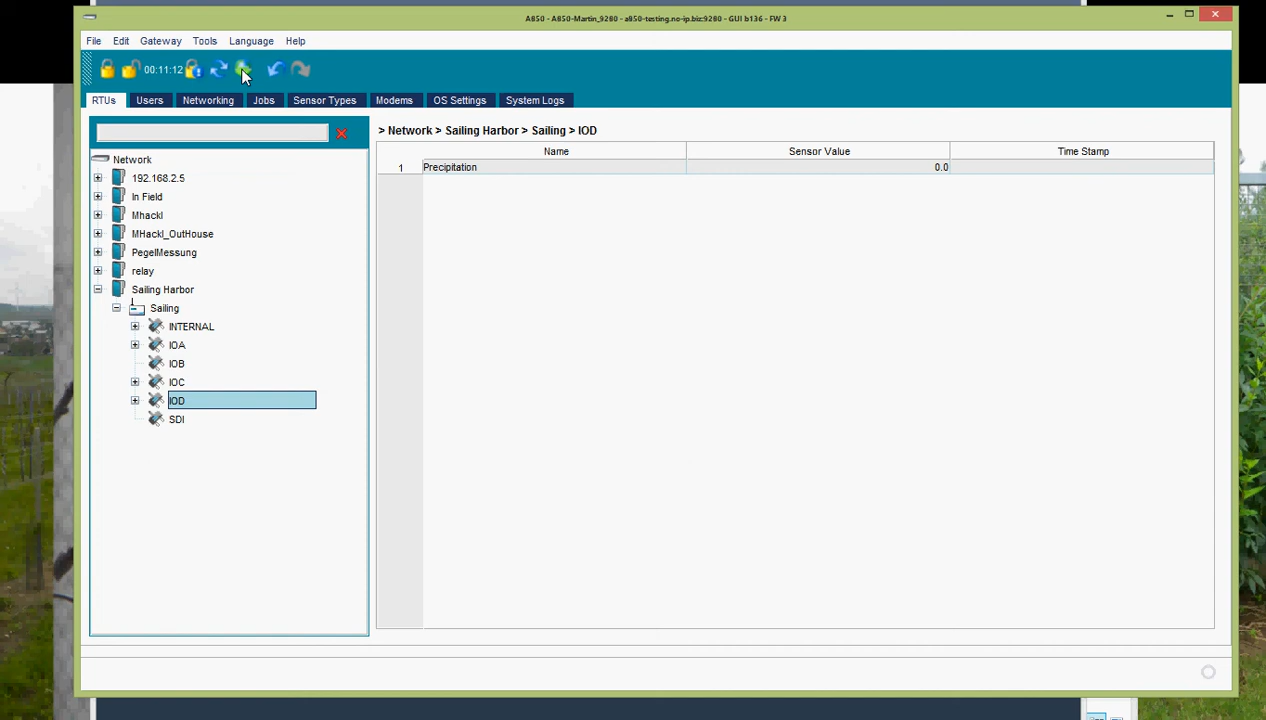 A850 - A850-Martin_9280 - a850-testing.no-ip.biz:9280 - GUI b136 - FW 3
File Edit Gateway Tools Language Help
00:11:12
RTUs Users Networking Jobs Sensor Types Modems OS Settings System Logs
> Network > Sailing Harbor > Sailing > IOD
Name Sensor Value Time Stamp
1 Precipitation 0.0
Network
192.168.2.5
In Field
Mhackl
MHackl_OutHouse
PegelMessung
relay
Sailing Harbor
Sailing
INTERNAL
IOA
IOB
IOC
IOD
SDI